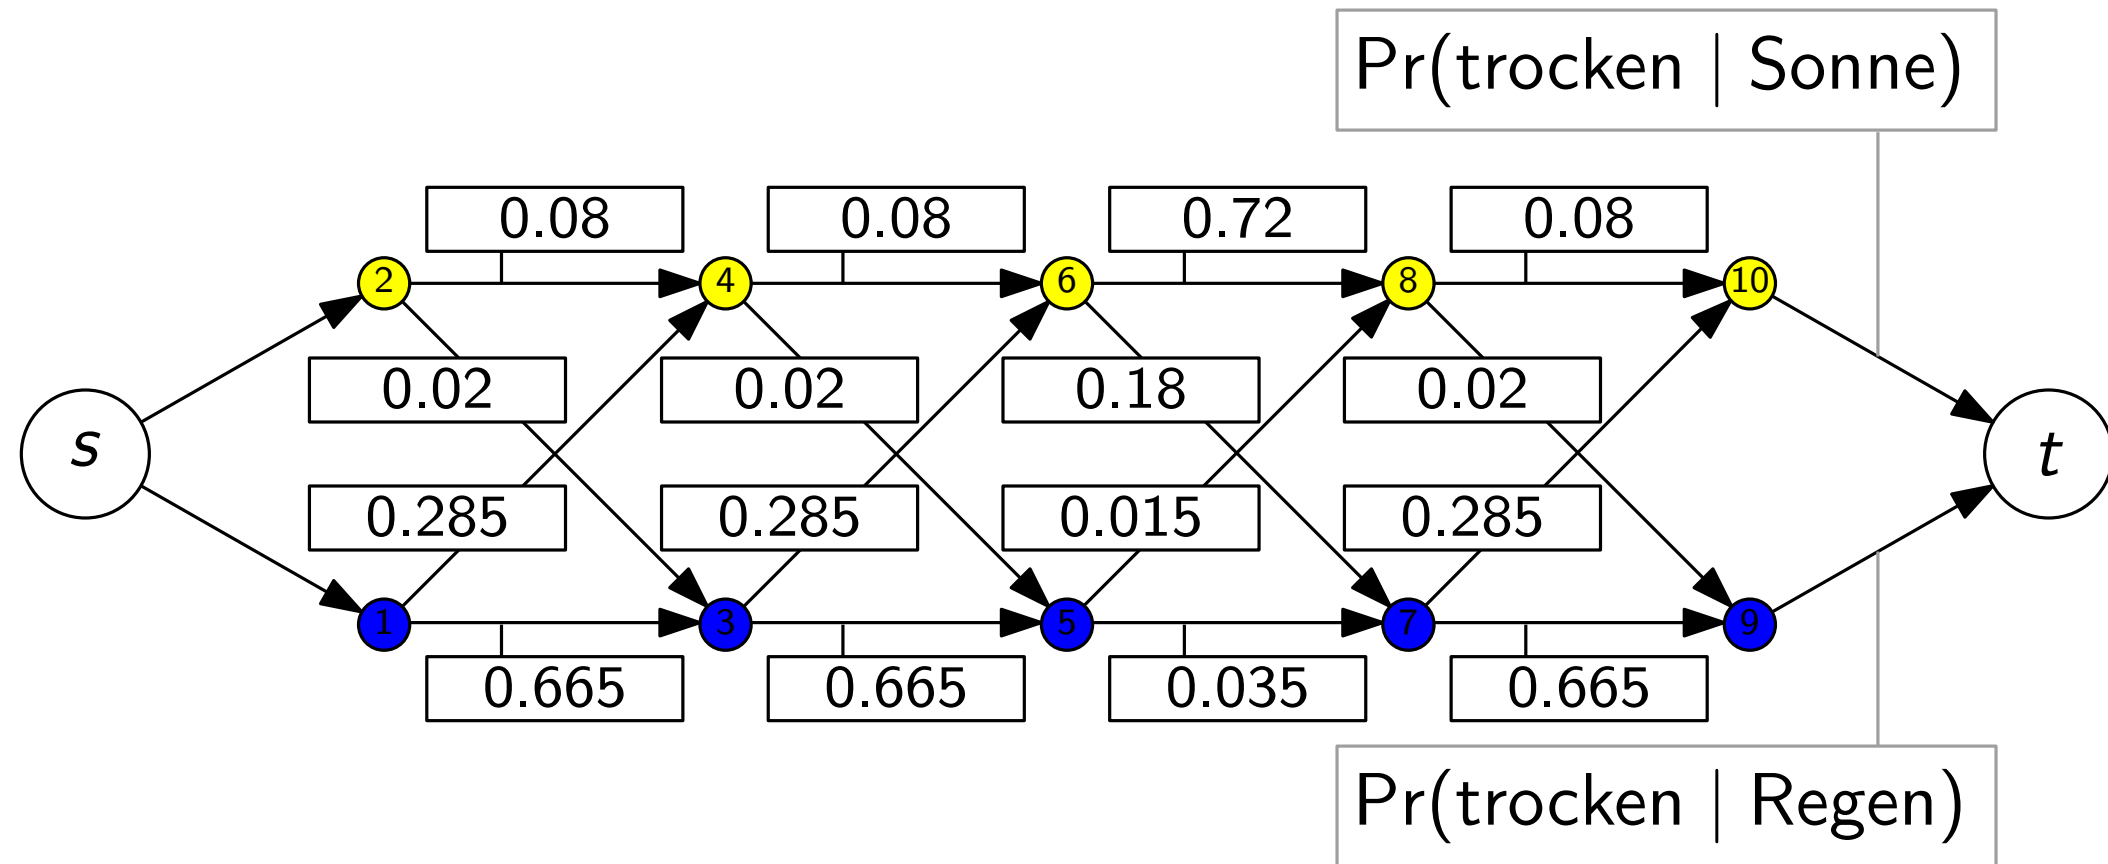 Pr(trocken | Sonne)
0.08 0.08 0.72 0.08
2 4 6 8 10
0.02 0.02 0.18 0.02
s t
0.285 0.285 0.015 0.285
1 3 5 7 9
0.665 0.665 0.035 0.665
Pr(trocken | Regen)